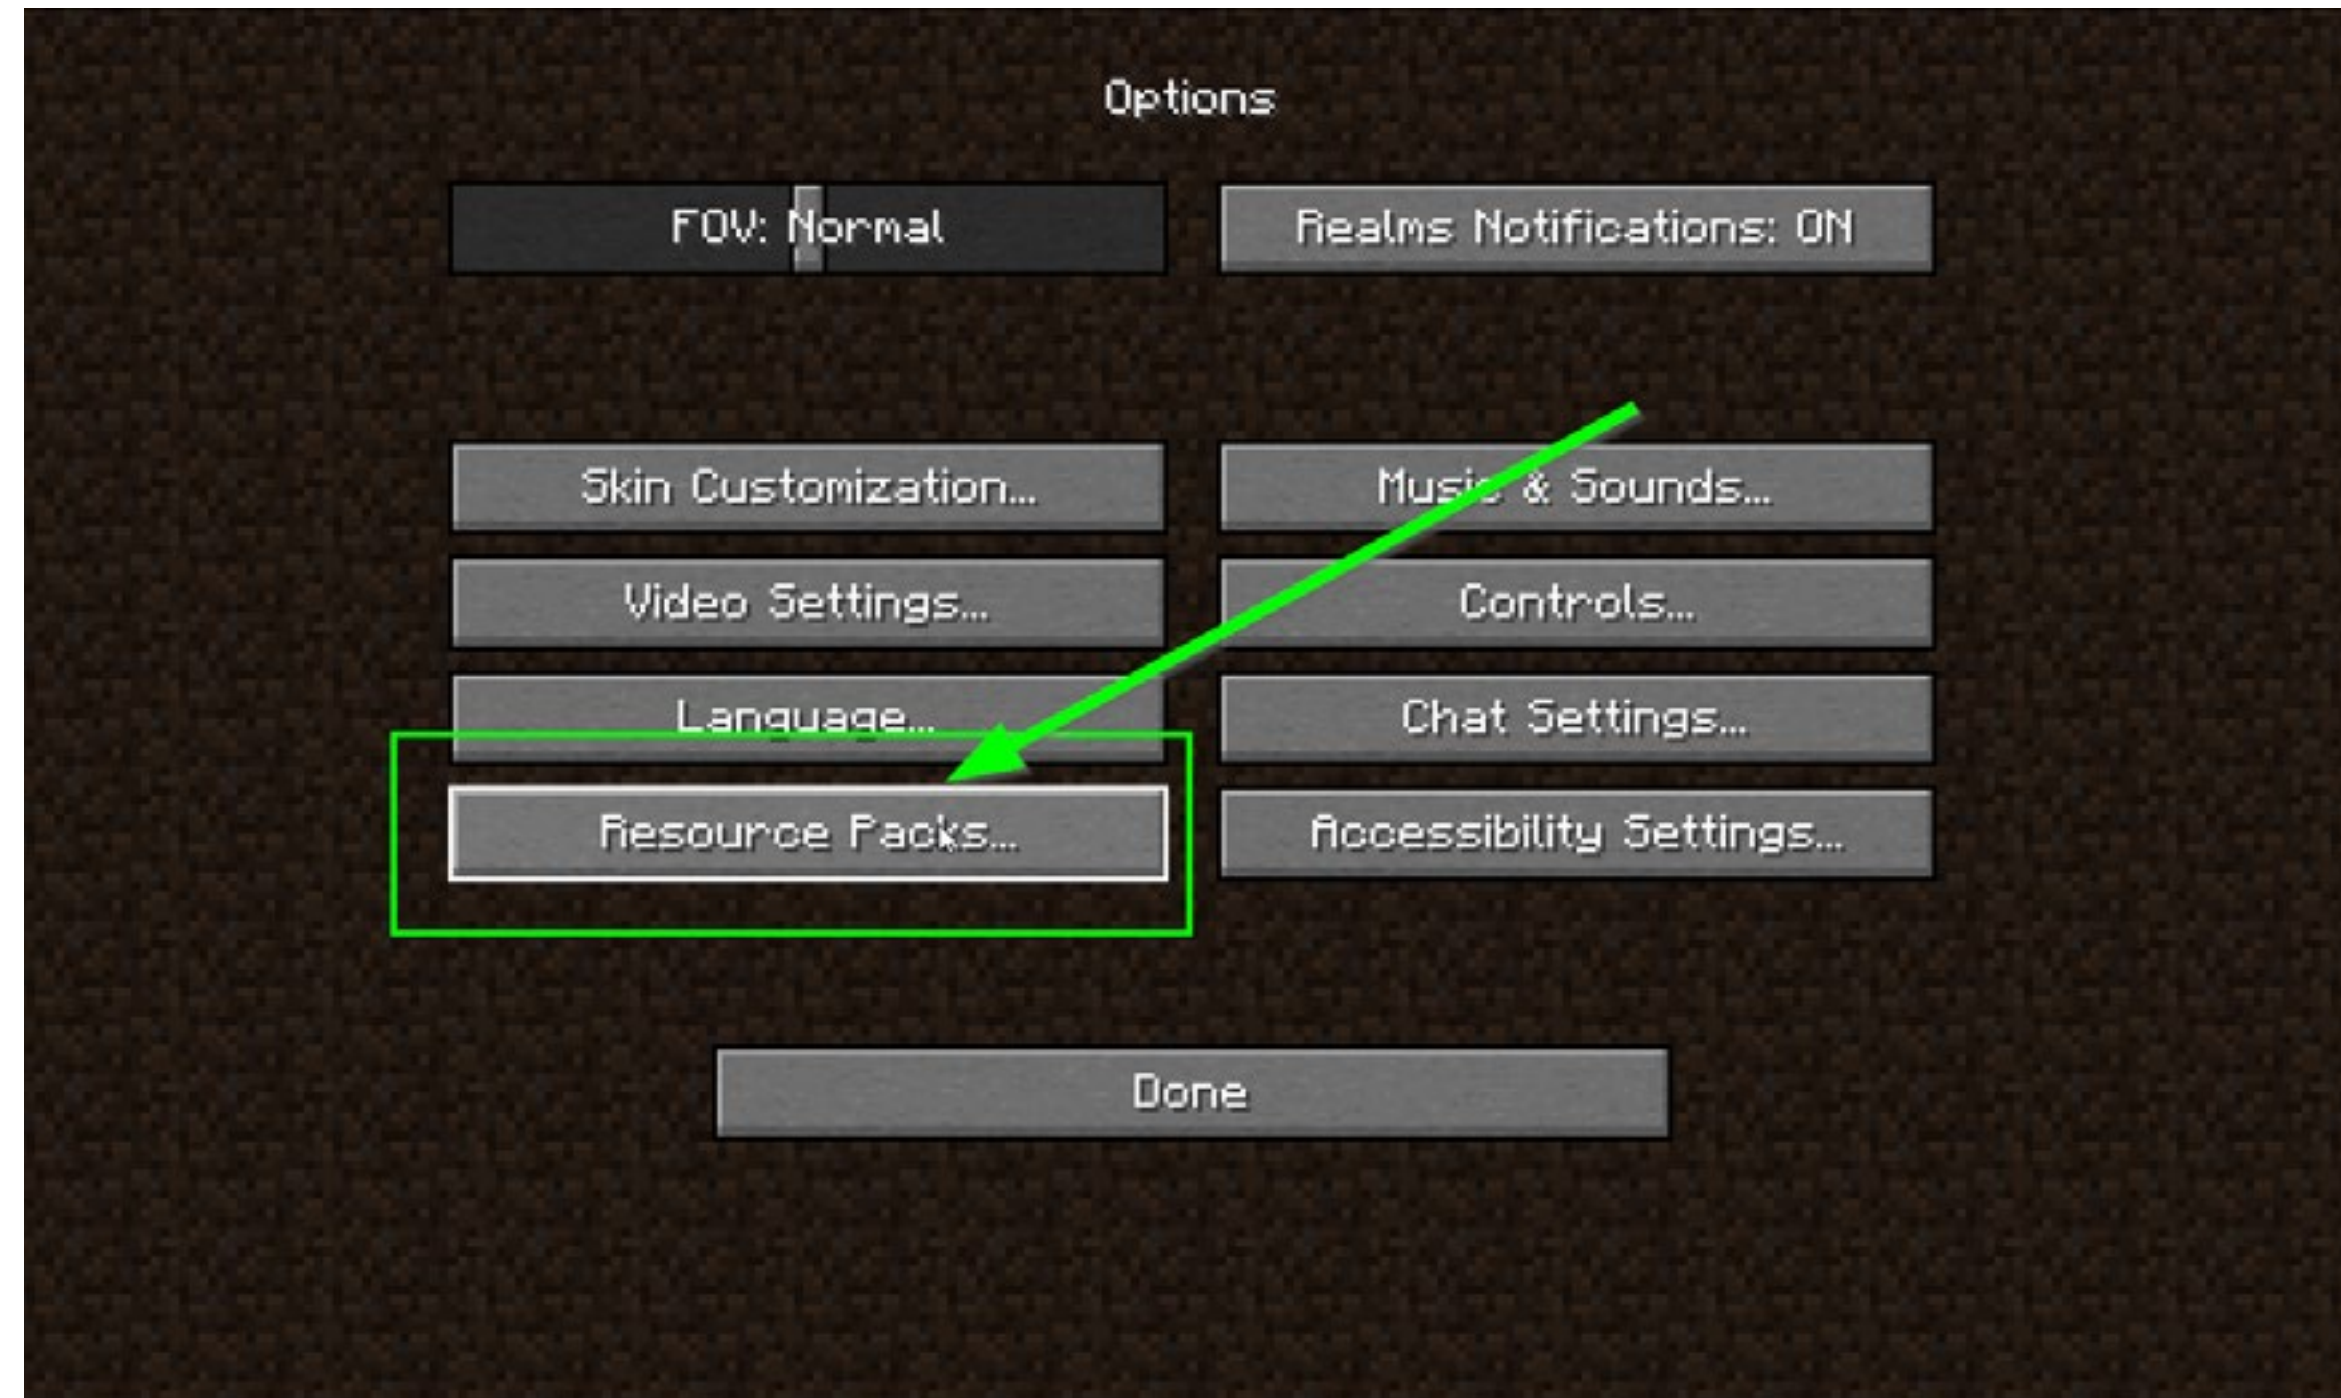 Options
FOV: Normal
Realms Notifications: ON
Skin Customization...
Music & Sounds...
Video Settings...
Controls...
Language...
Chat Settings...
Resource Packs...
Accessibility Settings...
Done